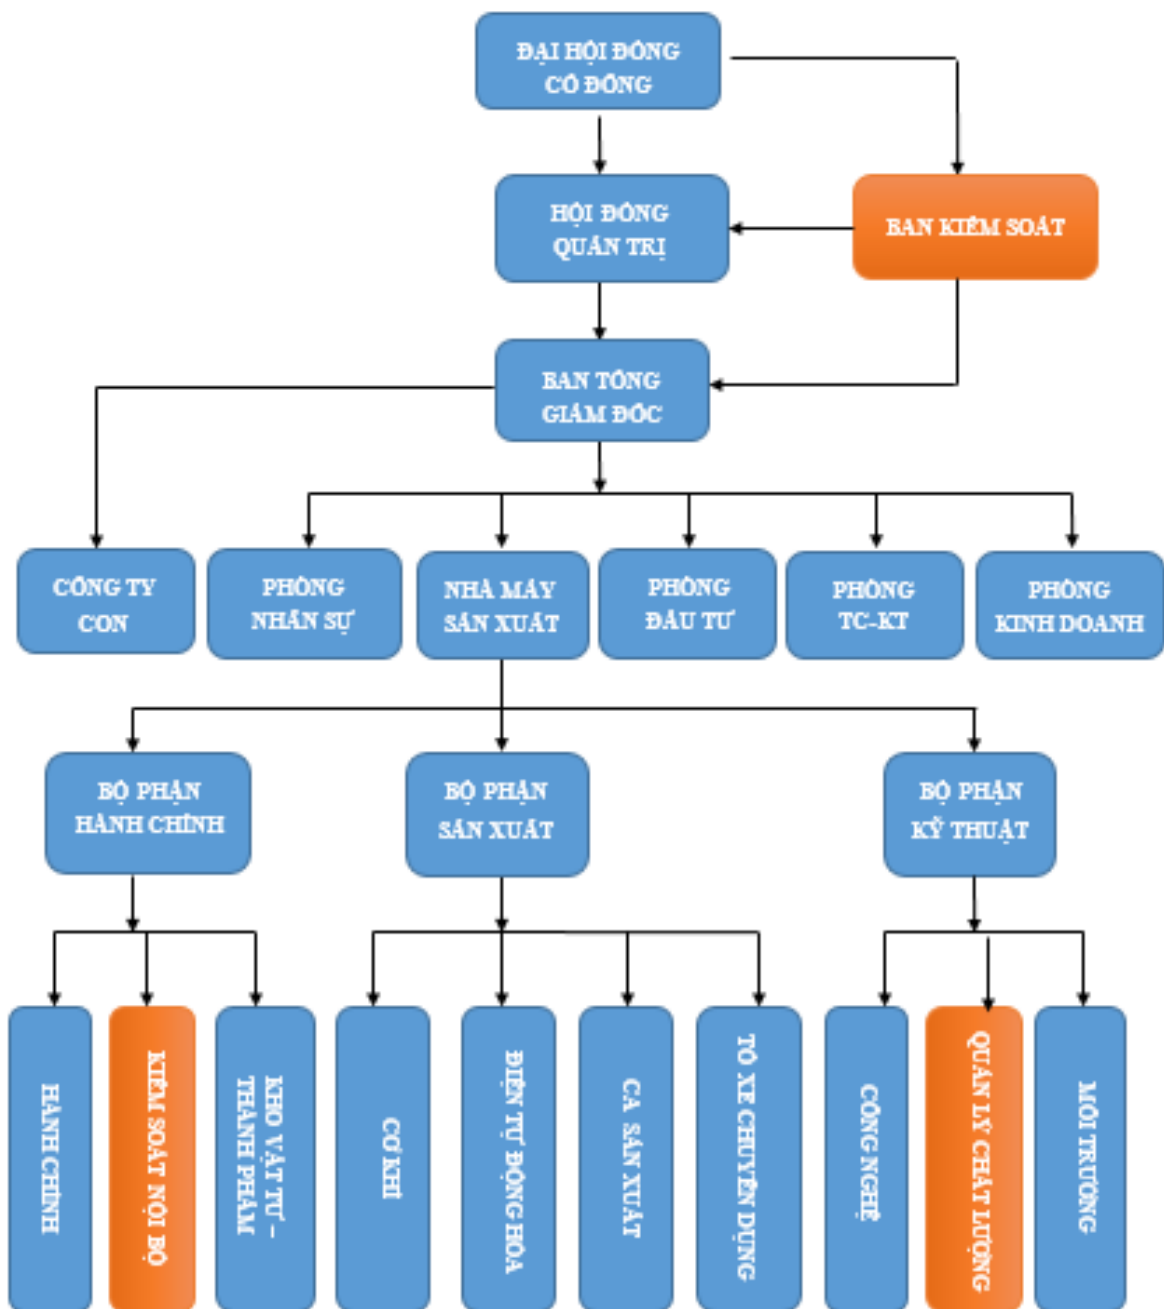 ĐẠI HỘI ĐỒNG
CỔ ĐÔNG
HỘI ĐỒNG
QUẢN TRỊ
BAN KIỂM SOÁT
BAN TỔNG
GIÁM ĐỐC
CÔNG TY
CON
PHÒNG
NHÂN SỰ
NHÀ MÁY
SẢN XUẤT
PHÒNG
ĐẦU TƯ
PHÒNG
TC-KT
PHÒNG
KINH DOANH
BỘ PHẬN
HÀNH CHÍNH
BỘ PHẬN
SẢN XUẤT
BỘ PHẬN
KỸ THUẬT
HÀNH CHÍNH
KIỂM SOÁT NỘI BỘ
KHO VẬT TƯ –
THÀNH PHẨM
CƠ KHÍ
ĐIỆN TỰ ĐỘNG HÓA
CA SẢN XUẤT
TỔ XE CHUYÊN DỤNG
CÔNG NGHỆ
QUẢN LÝ CHẤT LƯỢNG
MÔI TRƯỜNG